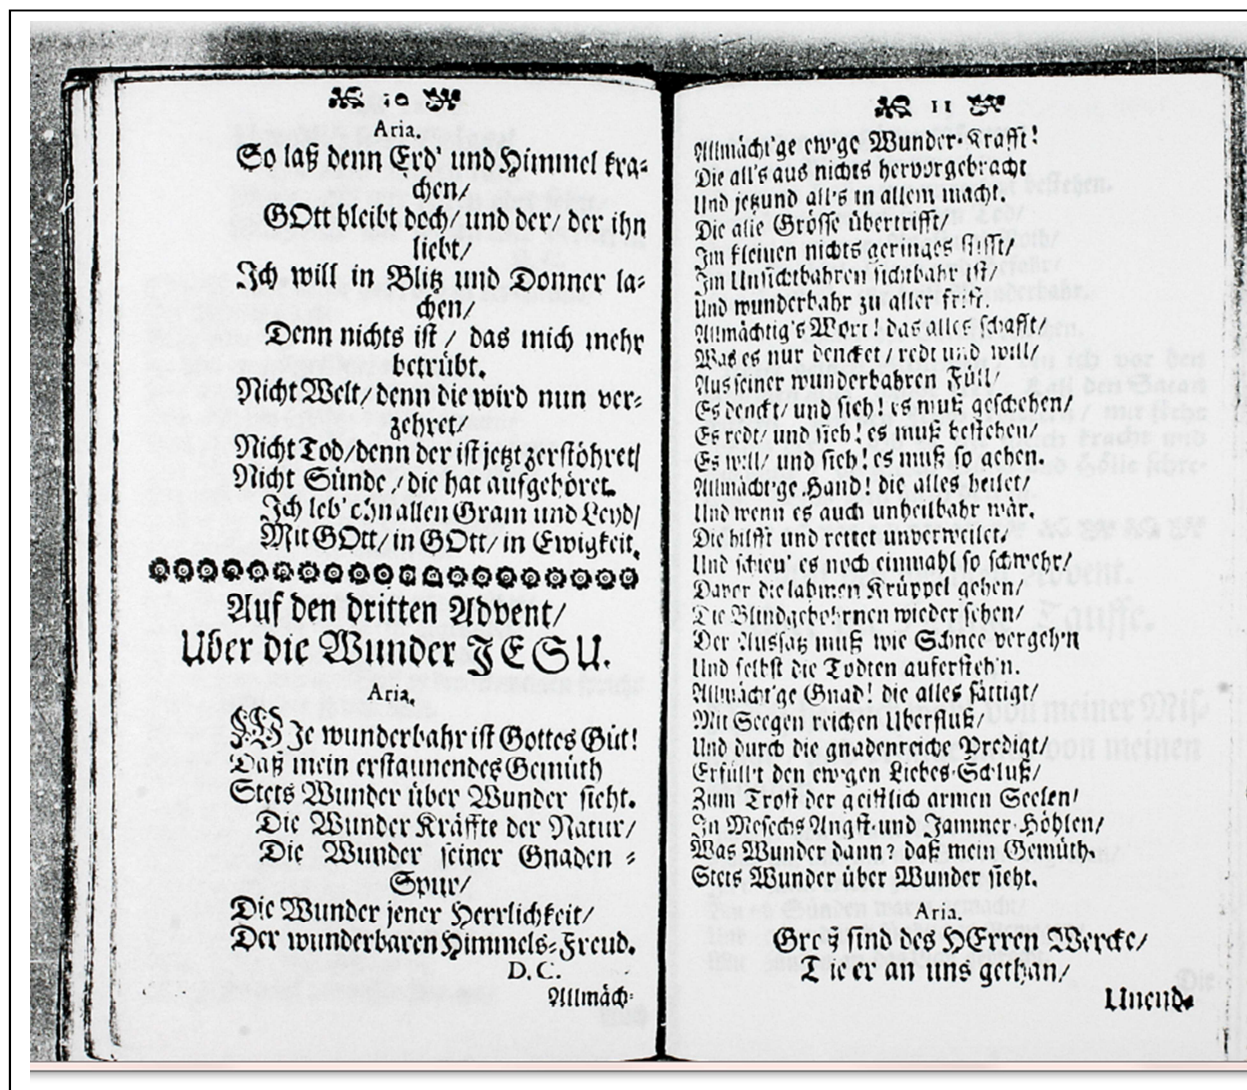 10
Aria.
So laß denn Erd' und Himmel kra-
chen/
GOtt bleibt doch/ und der/ der ihn
liebt/
Ich will in Blitz und Donner la-
chen/
Denn nichts ist / das mich mehr
betrübt.
Nicht Welt/ denn die wird nun ver-
zehret/
Nicht Tod/denn der ist jetzt zerstöhret/
Nicht Sünde /die hat aufgehöret.
Ich leb' ohn allen Gram und Leyd/
Mit GOtt/ in GOtt/ in Ewigkeit.
Auf den dritten Advent/
Uber die Wunder JESU.
Aria.
WJe wunderbahr ist Gottes Güt!
Daß mein erstaunendes Gemüth
Stets Wunder über Wunder sieht.
Die Wunder Kräffte der Natur/
Die Wunder seiner Gnaden -
Spur/
Die Wunder jener Herrlichkeit/
Der wunderbaren Himmels-Freud.
D.C.
Allmäch-
11
Allmächt'ge ew'ge Wunder-Krafft!
Die all's aus nichts hervorgebracht
Und jetzund all's in allem macht.
Die alle Grösse übertrifft/
Im kleinen nichts geringes stifft/
Im Unsichtbahren sichtbahr ist/
Und wunderbahr zu aller frist.
Allmächtig's Wort! das alles schafft/
Was es nur dencket/ redt und will/
Aus seiner wunderbahren Füll/
Es denckt/ und sieh! es muß geschehen/
Es redt/ und sieh! es muß bestehen/
Es will/ und sieh! es muß so gehen.
Allmächt'ge Hand! die alles heilet/
Und wenn es auch unheilbahr wär.
Die hilfft und rettet unverweilet/
Und schien' es noch einmahl so schwehr/
Daher die lahmen Krüppel gehen/
Die Blindgebohrnen wieder sehen/
Der Aussatz muß wie Schnee vergeh'n
Und selbst die Todten aufersteh'n.
Allmächt'ge Gnad! die alles sättigt/
Mit Seegen reichen Uberfluß/
Und durch die gnadenreiche Predigt/
Erfüll't den ew'gen Liebes-Schluß/
Zum Trost der geistlich armen Seelen/
In Mesechs Angst-und Jammer-Höhlen/
Was Wunder dann? daß mein Gemüth.
Stets Wunder über Wunder sieht.
Aria.
Groß sind des HErren Wercke/
Die er an uns gethan/
Unend-